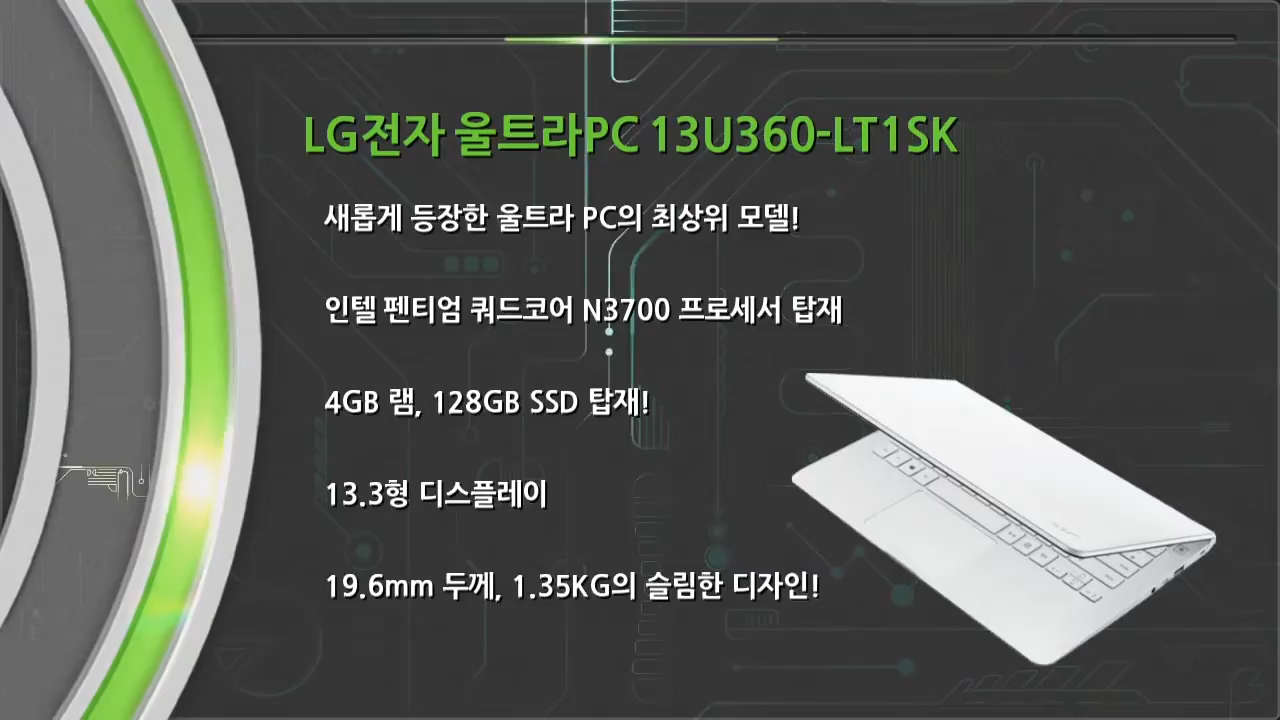 LG전자 울트라PC 13U360-LT1SK
새롭게 등장한 울트라 PC의 최상위 모델!
인텔 펜티엄 쿼드코어 N3700 프로세서 탑재
4GB 램, 128GB SSD 탑재!
13.3형 디스플레이
19.6mm 두께, 1.35KG의 슬림한 디자인!